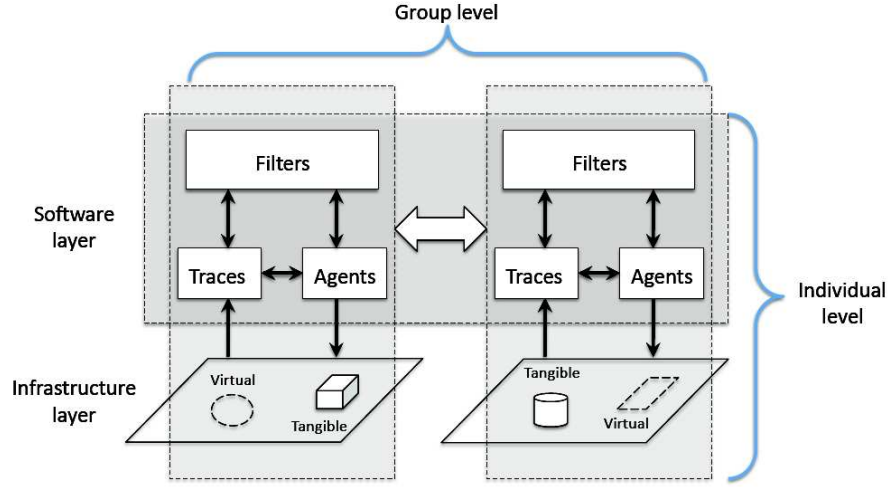 Group level
Filters
Filters
Software
layer
Traces
Agents
Traces
Agents
Individual
level
Infrastructure
layer
Virtual
Tangible
Tangible
Virtual